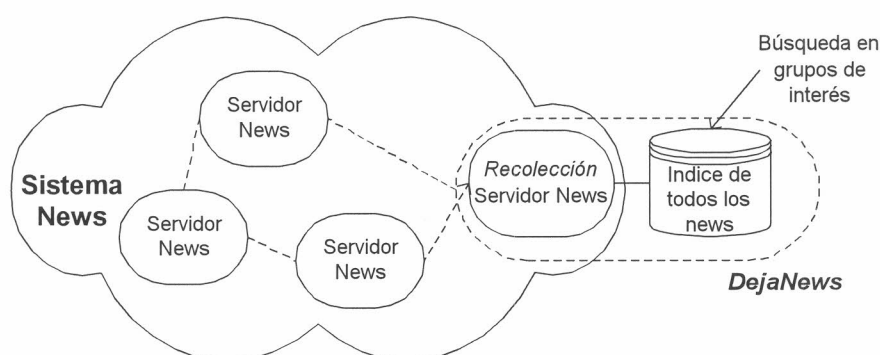 Búsqueda en
grupos de
interés
Servidor
News
Recolección
Servidor News
Indice de
todos los
news
Sistema
News
Servidor
News
Servidor
News
DejaNews